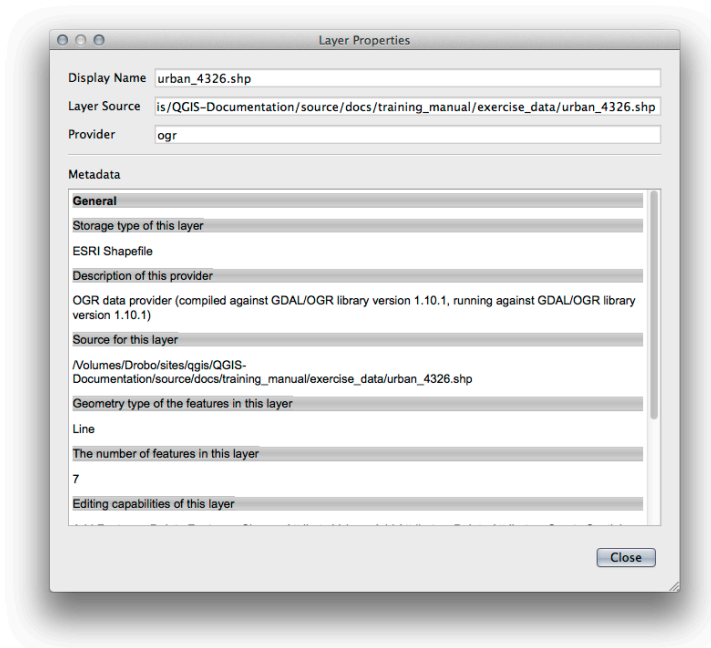 Layer Properties
Display Name urban_4326.shp
Layer Source is/QGIS-Documentation/source/docs/training_manual/exercise_data/urban_4326.shp
Provider ogr
Metadata
General
Storage type of this layer
ESRI Shapefile
Description of this provider
OGR data provider (compiled against GDAL/OGR library version 1.10.1, running against GDAL/OGR library
version 1.10.1)
Source for this layer
/Volumes/Drobo/sites/qgis/QGIS-
Documentation/source/docs/training_manual/exercise_data/urban_4326.shp
Geometry type of the features in this layer
Line
The number of features in this layer
7
Editing capabilities of this layer
Close